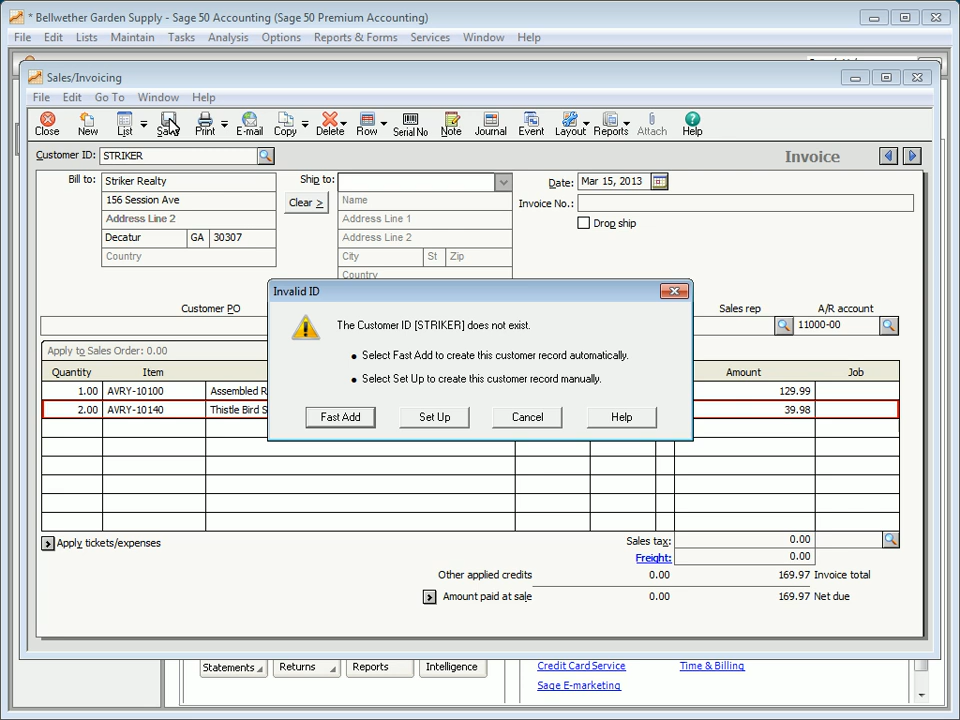 * Bellwether Garden Supply - Sage 50 Accounting (Sage 50 Premium Accounting)
File Edit Lists Maintain Tasks Analysis Options Reports & Forms Services Window Help
Sales/Invoicing
File Edit Go To Window Help
Close New List Save Print E-mail Copy Delete Row Serial No Note Journal Event Layout Reports Attach Help
Customer ID: STRIKER Invoice
Bill to: Striker Realty Ship to: Date: Mar 15, 2013
156 Session Ave Clear > Name Invoice No.:
Address Line 2 Address Line 1 Drop ship
Decatur GA 30307 Address Line 2
Country City St Zip
Country
Invalid ID
Customer PO Sales rep A/R account
The Customer ID [STRIKER] does not exist. 11000-00
Apply to Sales Order: 0.00
• Select Fast Add to create this customer record automatically.
Quantity Item Amount Job
• Select Set Up to create this customer record manually.
1.00 AVRY-10100 Assembled R 129.99
2.00 AVRY-10140 Thistle Bird S 39.98
Fast Add Set Up Cancel Help
Apply tickets/expenses Sales tax: 0.00
Freight: 0.00
Other applied credits 0.00 169.97 Invoice total
Amount paid at sale 0.00 169.97 Net due
Statements Returns Reports Intelligence Credit Card Service Time & Billing
Sage E-marketing